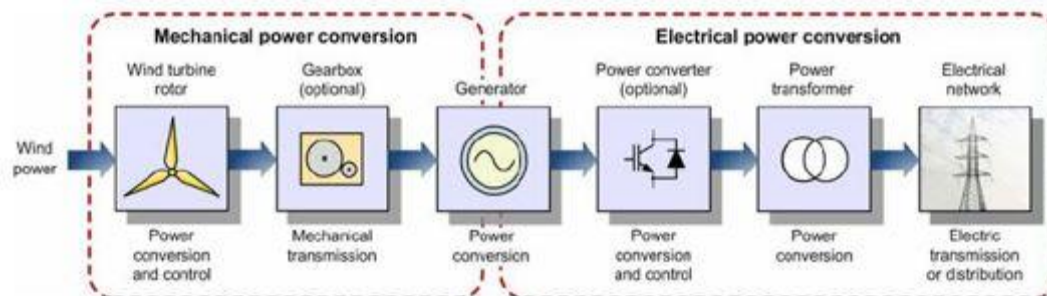 Mechanical power conversion
Electrical power conversion
Wind turbine
rotor
Gearbox
(optional)
Generator
Power converter
(optional)
Power
transformer
Electrical
network
Wind
power
Power
conversion
and control
Mechanical
transmission
Power
conversion
Power
conversion
and control
Power
conversion
Electric
transmission
or distribution